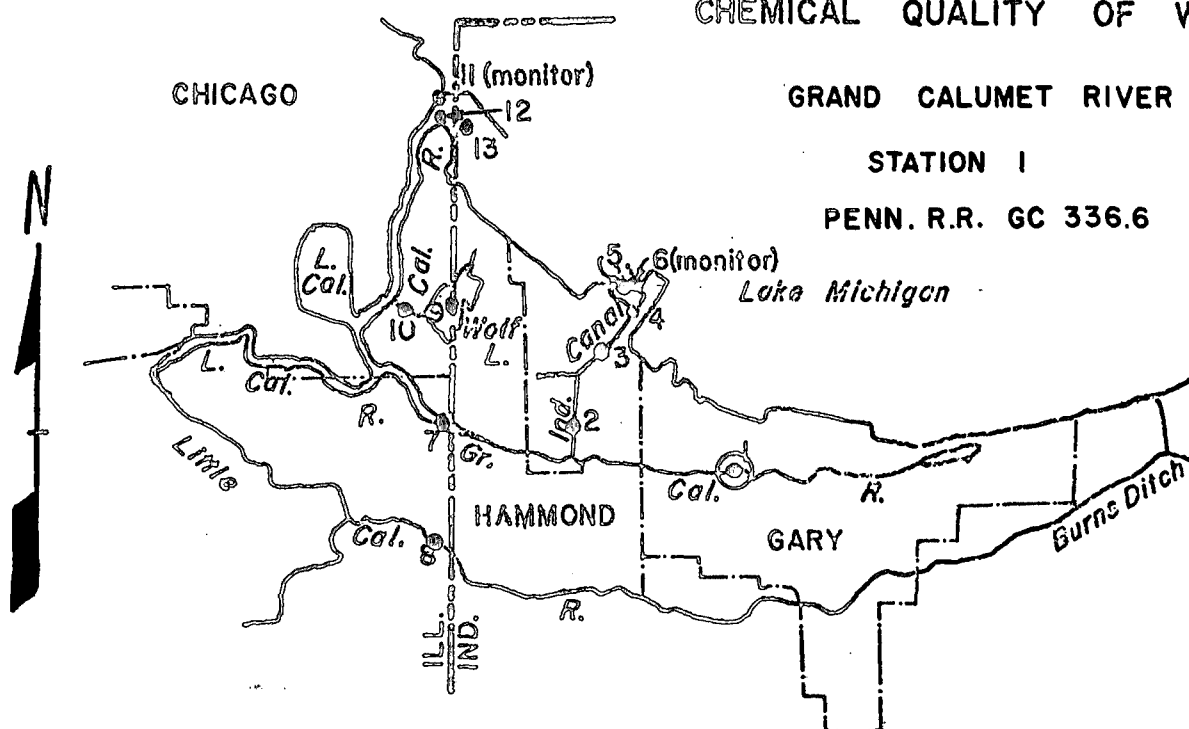 CHEMICAL QUALITY OF
GRAND CALUMET RIVER
STATION 1
PENN. R.R. GC 336.6
CHICAGO
N
11 (monitor)
12
13
R.
Cal.
L.
Cal.
10
9
Wolf
L.
5
6(monitor)
Lake Michigan
4
Canal
3
Ind.
2
L.
Cal.
R.
7
Gr.
1
Cal.
R.
Little
Cal.
8
R.
HAMMOND
GARY
Burns Ditch
ILL.
IND.